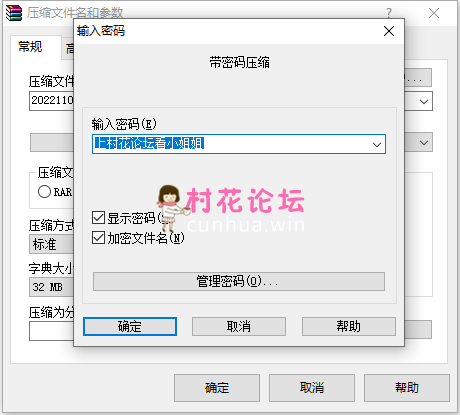 压缩文件名和参数
?
输入密码
常规
高
带密码压缩
压缩文件
2022110
输入密码(E)
上村花论坛看小姐姐
压缩文
RAR
村花论坛
cunhua.win
显示密码(
加密文件名(N)
压缩方式
标准
字典大小
32 MB
管理密码(O)...
压缩为分
确定 取消 帮助
确定 取消 帮助